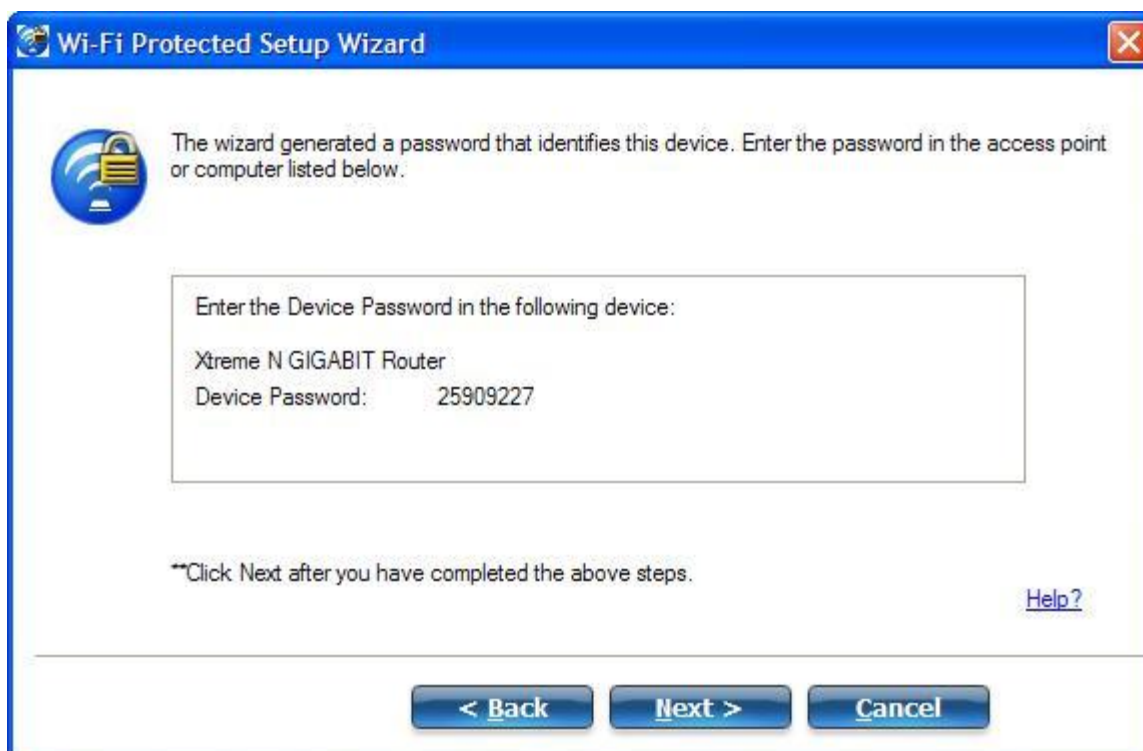 Wi-Fi Protected Setup Wizard
The wizard generated a password that identifies this device. Enter the password in the access point
or computer listed below.
Enter the Device Password in the following device:
Xtreme N GIGABIT Router
Device Password: 25909227
**Click Next after you have completed the above steps.
Help?
< Back Next > Cancel